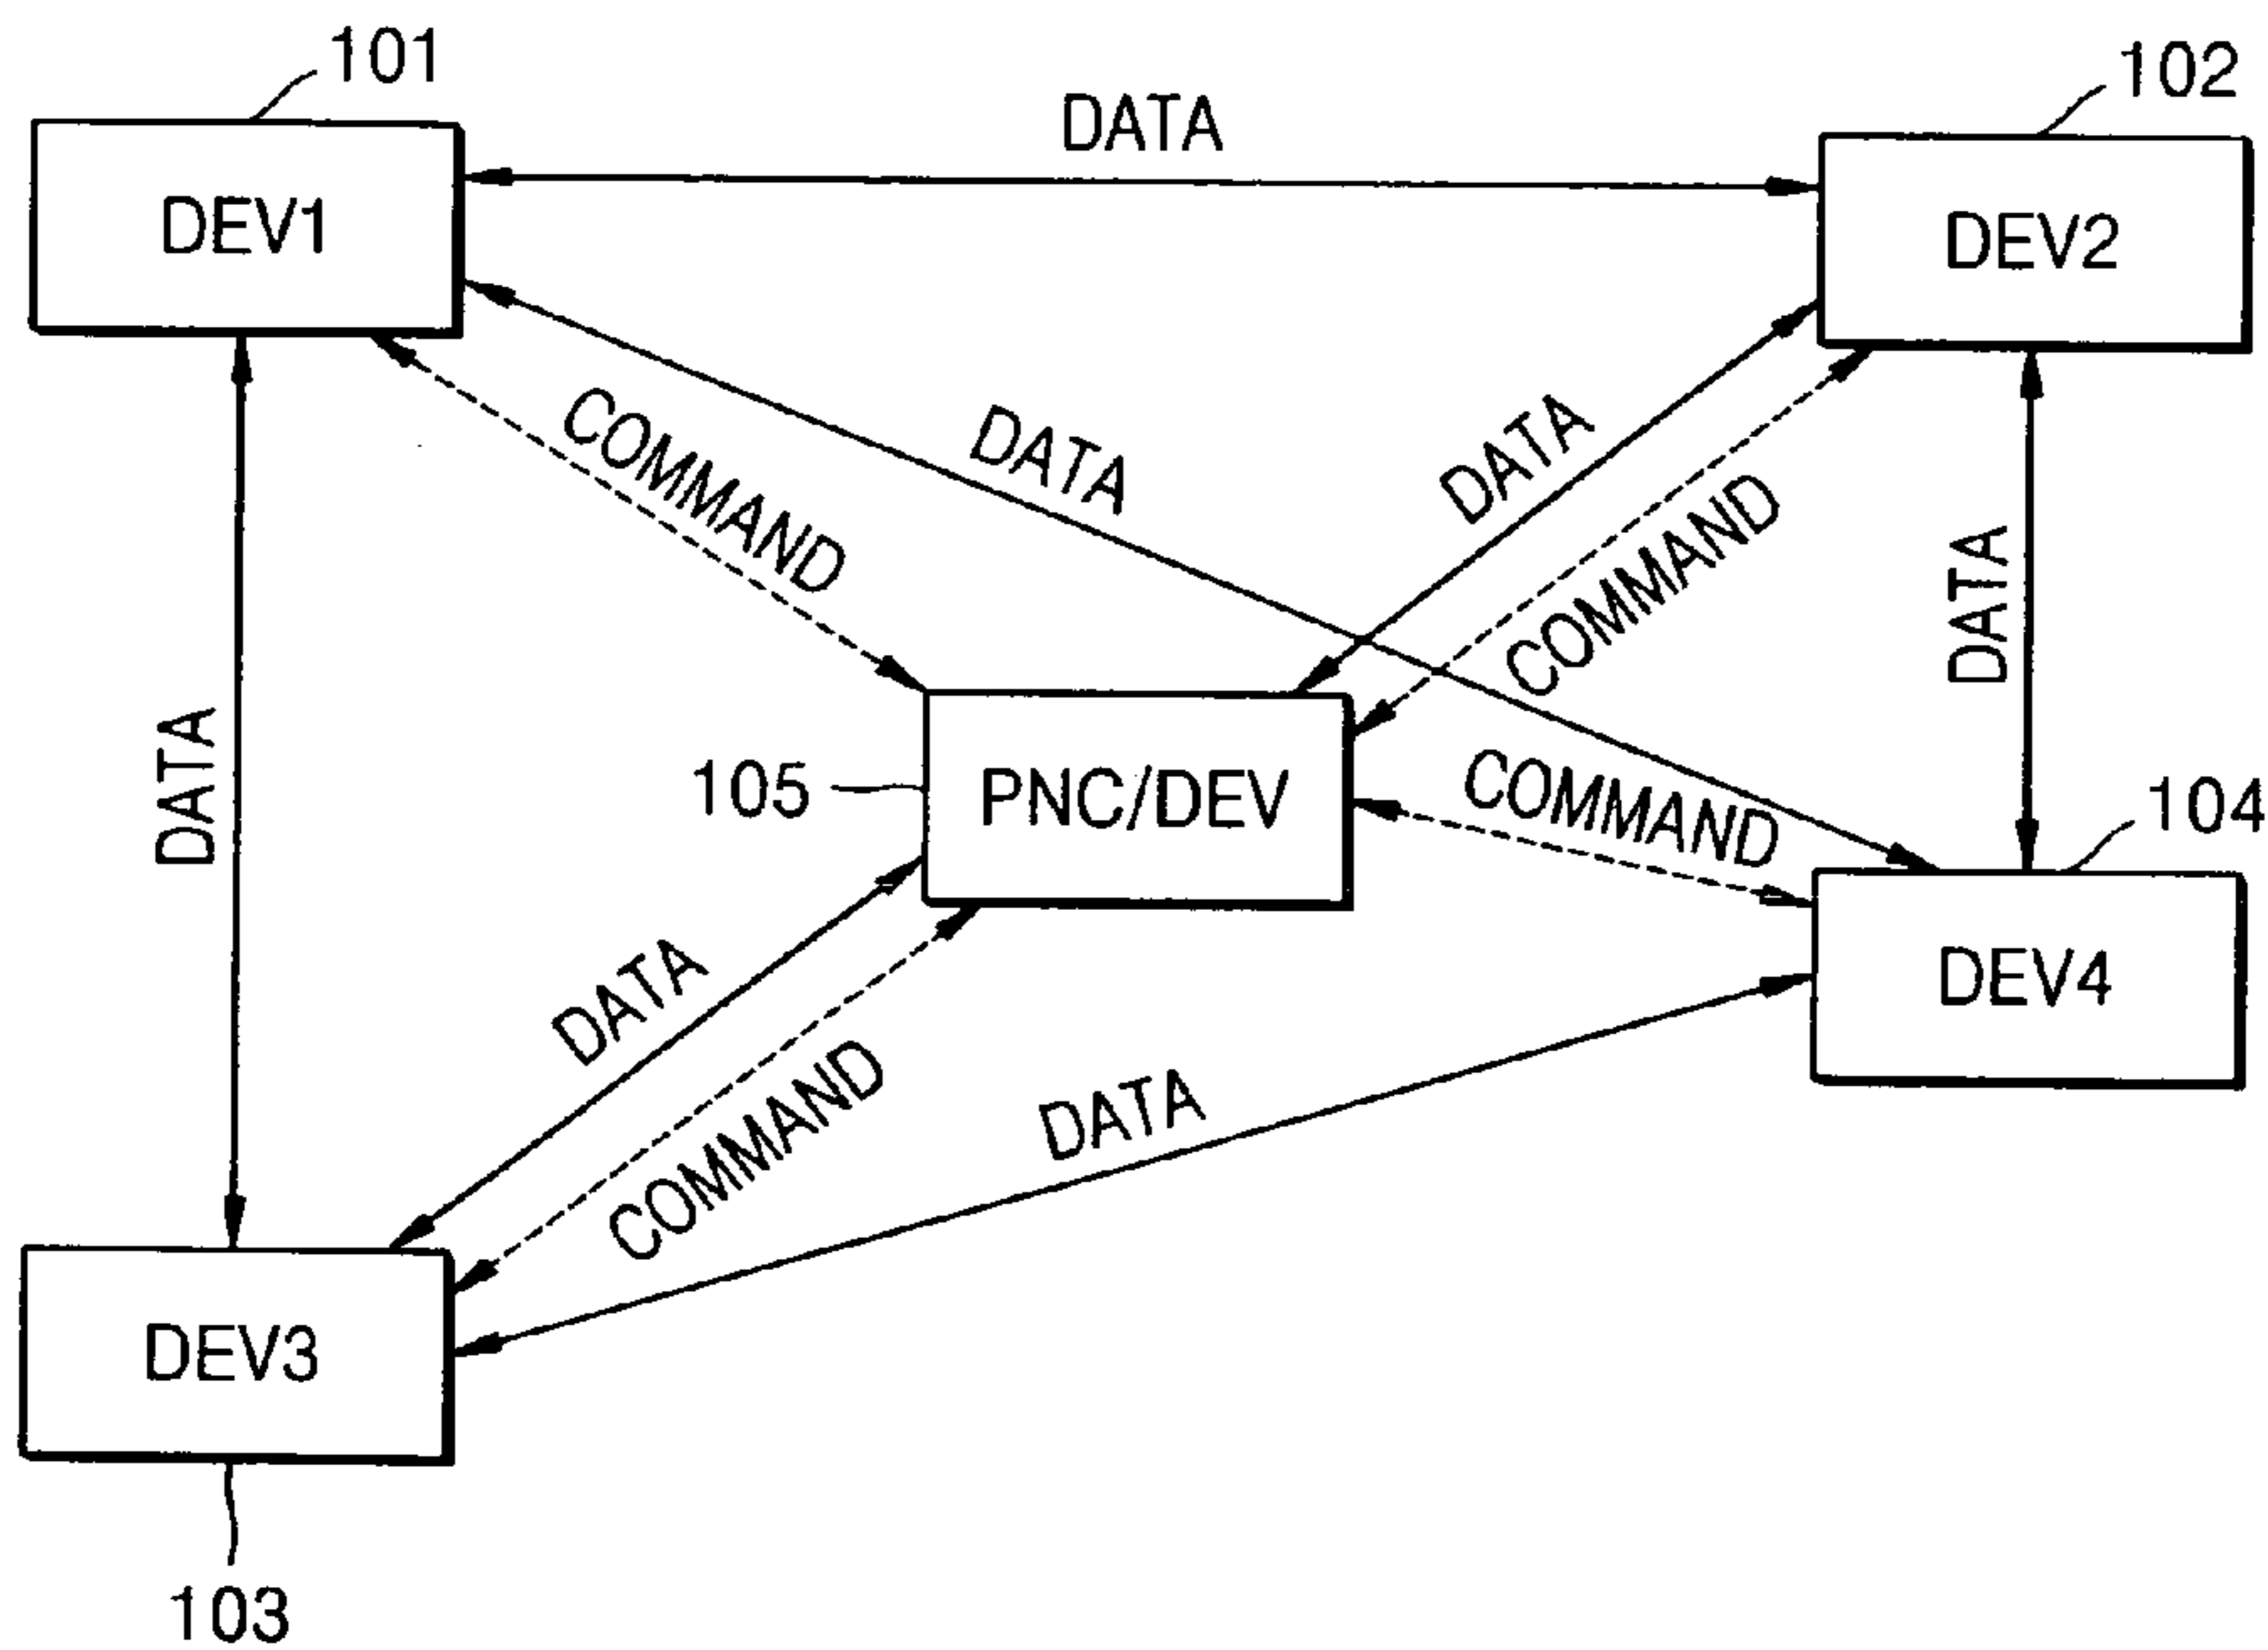 101
102
DATA
DEV1
DEV2
COMMAND
DATA
DATA
COMMAND
DATA
DATA
105
PNC/DEV
COMMAND
104
DATA
COMMAND
DATA
DEV4
DEV3
103